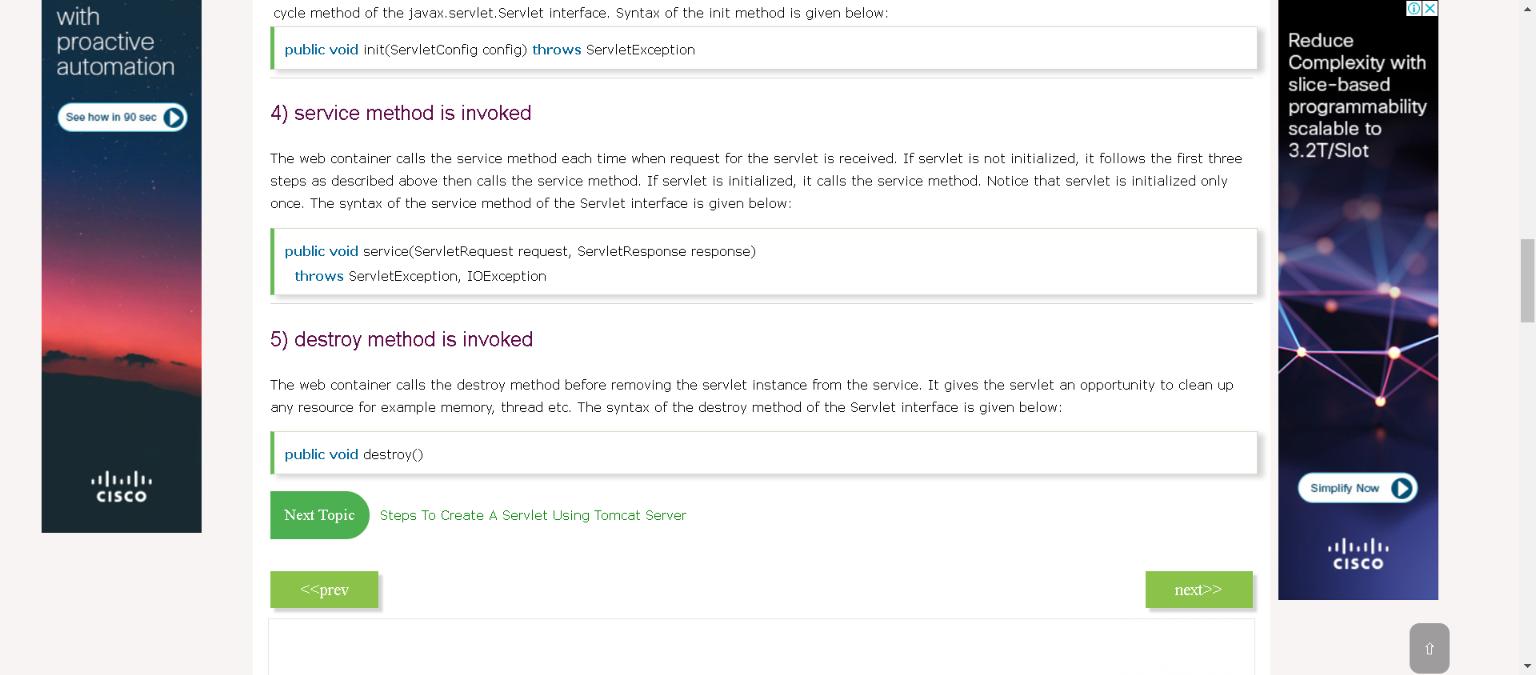 with
proactive
automation
See how in 90 sec
CISCO
cycle method of the javax.servlet.Servlet interface. Syntax of the init method is given below:
public void init(ServletConfig config) throws ServletException
4) service method is invoked
The web container calls the service method each time when request for the servlet is received. If servlet is not initialized, it follows the first three
steps as described above then calls the service method. If servlet is initialized, it calls the service method. Notice that servlet is initialized only
once. The syntax of the service method of the Servlet interface is given below:
public void service(ServletRequest request, ServletResponse response)
throws ServletException, IOException
5) destroy method is invoked
The web container calls the destroy method before removing the servlet instance from the service. It gives the servlet an opportunity to clean up
any resource for example memory, thread etc. The syntax of the destroy method of the Servlet interface is given below:
public void destroy()
Next Topic Steps To Create A Servlet Using Tomcat Server
<<prev
next>>
Reduce
Complexity with
slice-based
programmability
scalable to
3.2T/Slot
Simplify Now
CISCO